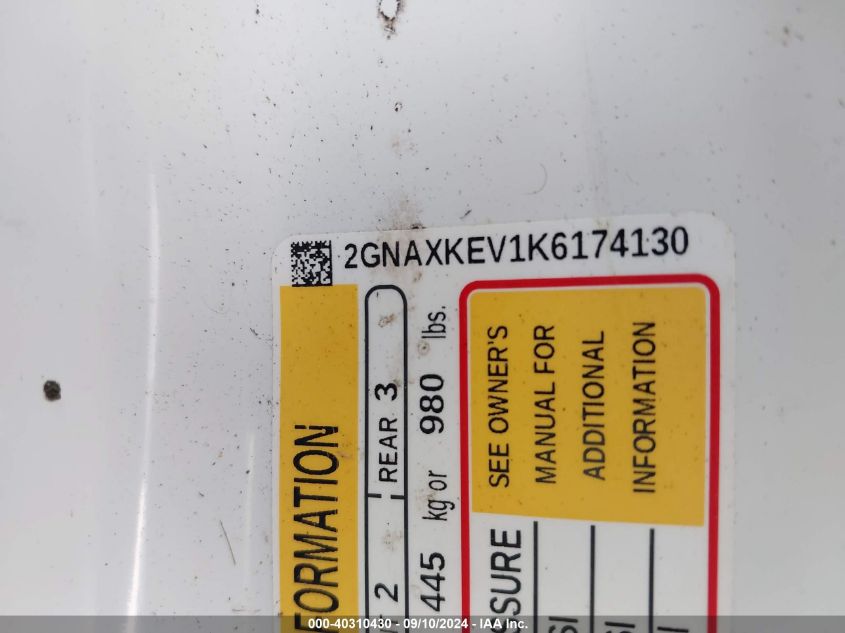 2GNAXKEV1K6174130
FORMATION
2 REAR 3
445 kg or 980 lbs.
SSURE
SEE OWNER'S
MANUAL FOR
ADDITIONAL
INFORMATION
000-40310430 - 09/10/2024 - IAA Inc.